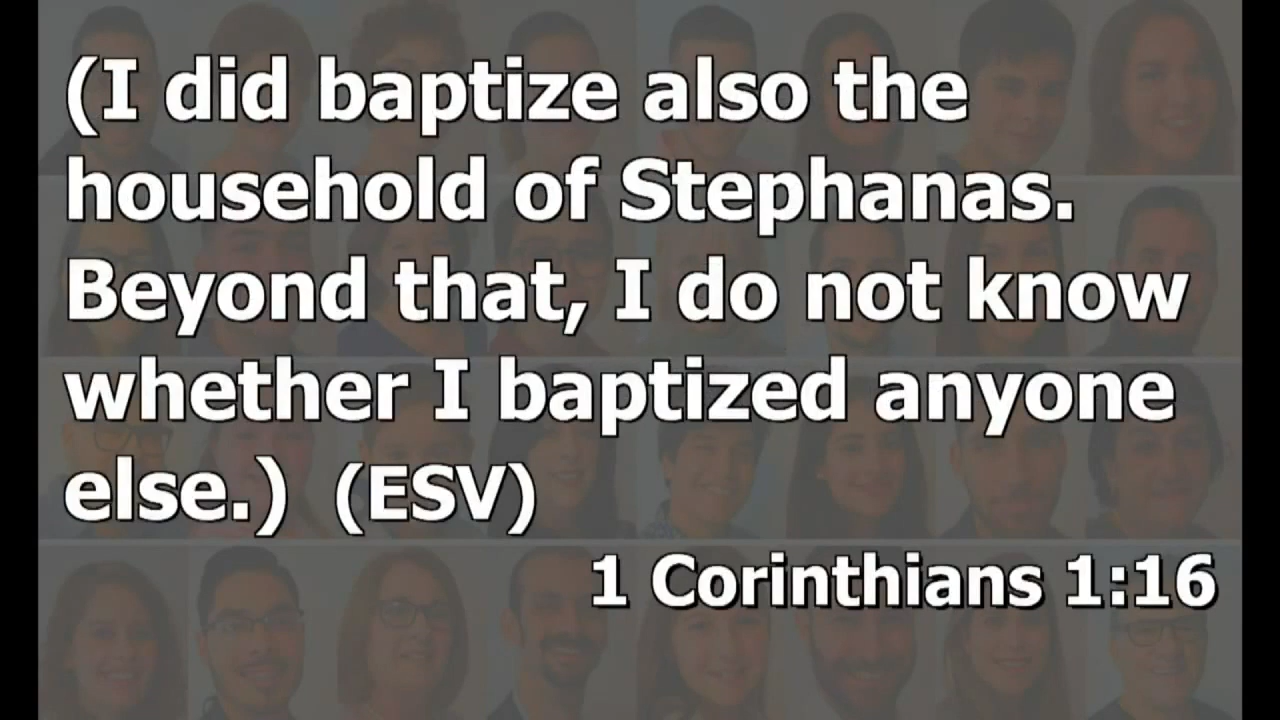 (I did baptize also the
household of Stephanas.
Beyond that, I do not know
whether I baptized anyone
else.) (ESV)
1 Corinthians 1:16